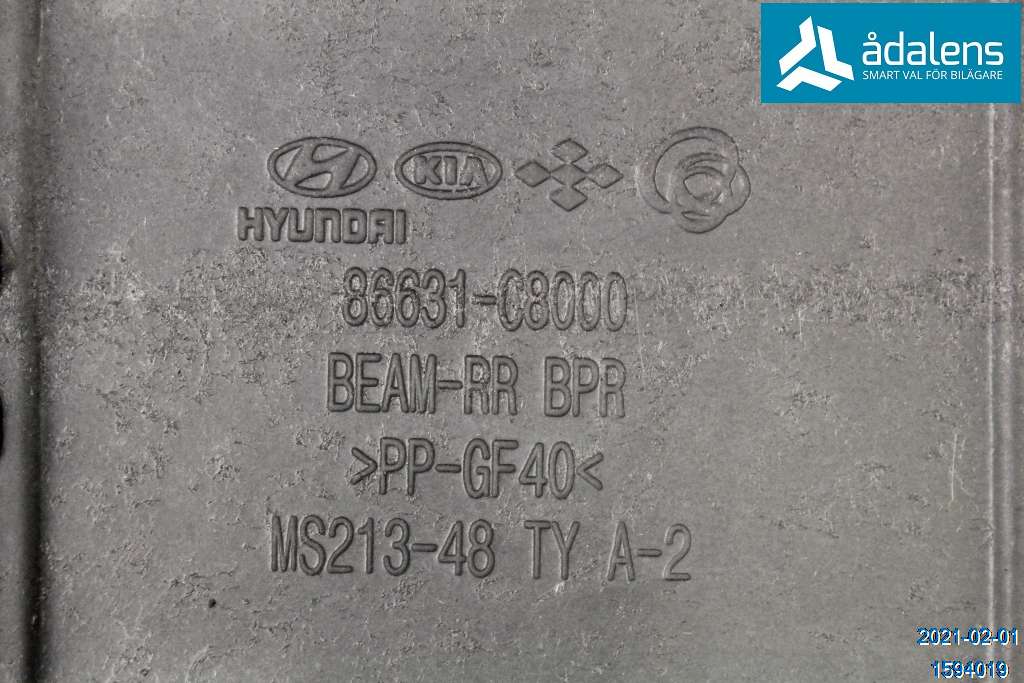 ådalens
SMART VAL FÖR BILÄGARE
KIA
HYUNDAI
86631-C8000
BEAM-RR BPR
>PP-GF40<
MS213-48 TY A-2
2021-02-01
1594019